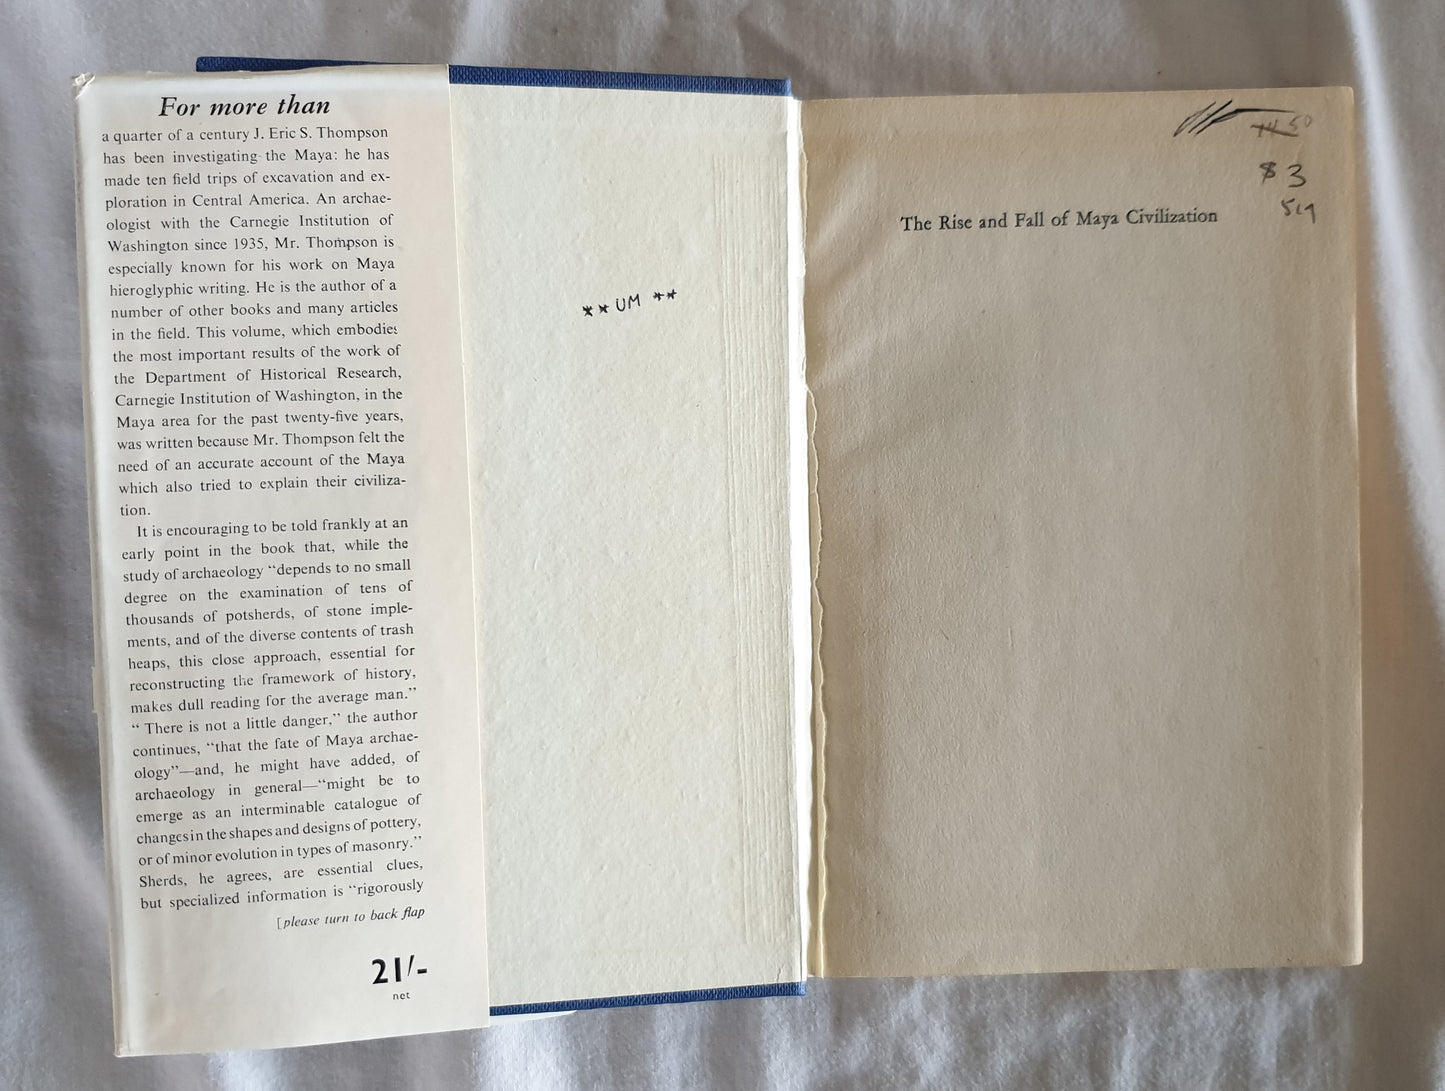 For more than
a quarter of a century J. Eric S. Thompson
has been investigating the Maya: he has
made ten field trips of excavation and ex-
ploration in Central America. An archae-
ologist with the Carnegie Institution of
Washington since 1935, Mr. Thompson is
especially known for his work on Maya
hieroglyphic writing. He is the author of a
number of other books and many articles
in the field. This volume, which embodies
the most important results of the work of
the Department of Historical Research,
Carnegie Institution of Washington, in the
Maya area for the past twenty-five years,
was written because Mr. Thompson felt the
need of an accurate account of the Maya
which also tried to explain their civiliza-
tion.
It is encouraging to be told frankly at an
early point in the book that, while the
study of archaeology “depends to no small
degree on the examination of tens of
thousands of potsherds, of stone imple-
ments, and of the diverse contents of trash
heaps, this close approach, essential for
reconstructing the framework of history,
makes dull reading for the average man.”
“ There is not a little danger,” the author
continues, “that the fate of Maya archae-
ology”—and, he might have added, of
archaeology in general—“might be to
emerge as an interminable catalogue of
changes in the shapes and designs of pottery,
or of minor evolution in types of masonry.”
Sherds, he agrees, are essential clues,
but specialized information is “rigorously
[please turn to back flap
21/-
net
** UM **
$3
The Rise and Fall of Maya Civilization